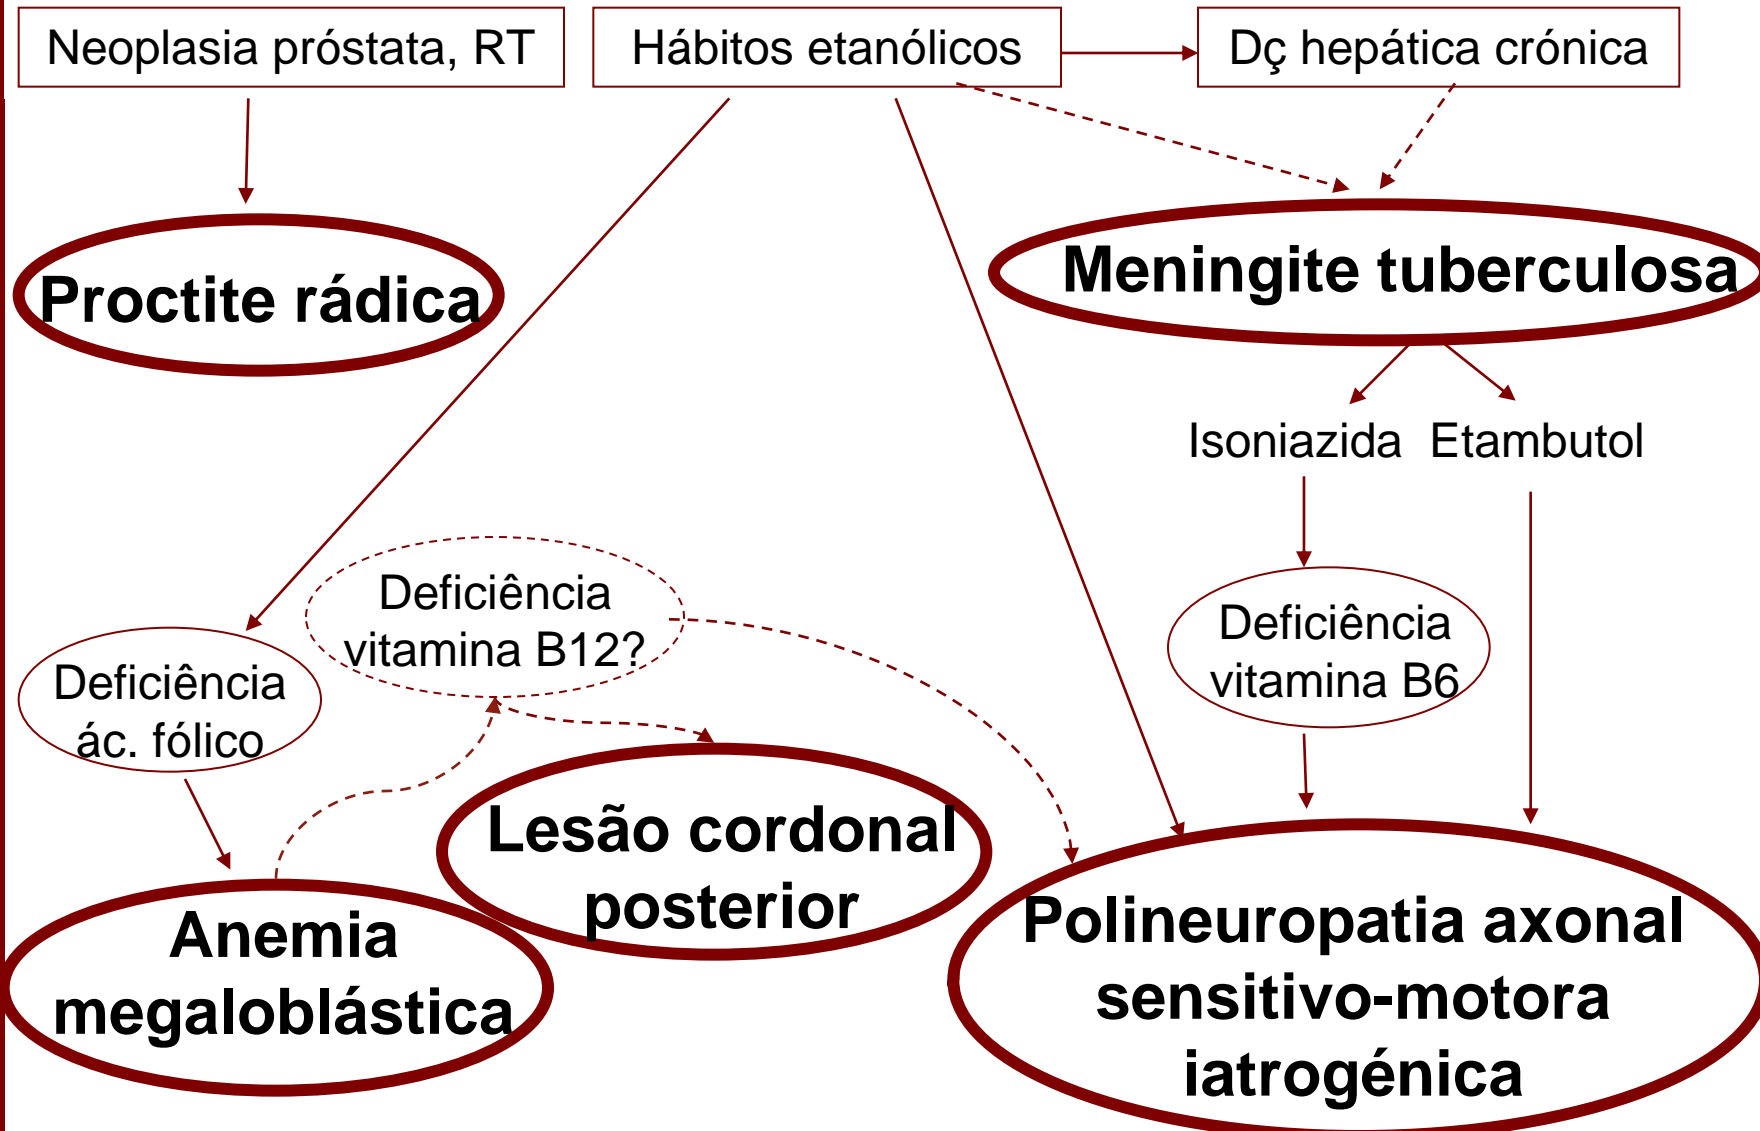 Neoplasia próstata, RT
Hábitos etanólicos
Dç hepática crónica
Proctite rádica
Meningite tuberculosa
Isoniazida
Etambutol
Deficiência
vitamina B12?
Deficiência
vitamina B6
Deficiência
ác. fólico
Lesão cordonal
posterior
Anemia
megaloblástica
Polineuropatia axonal
sensitivo-motora
iatrogénica